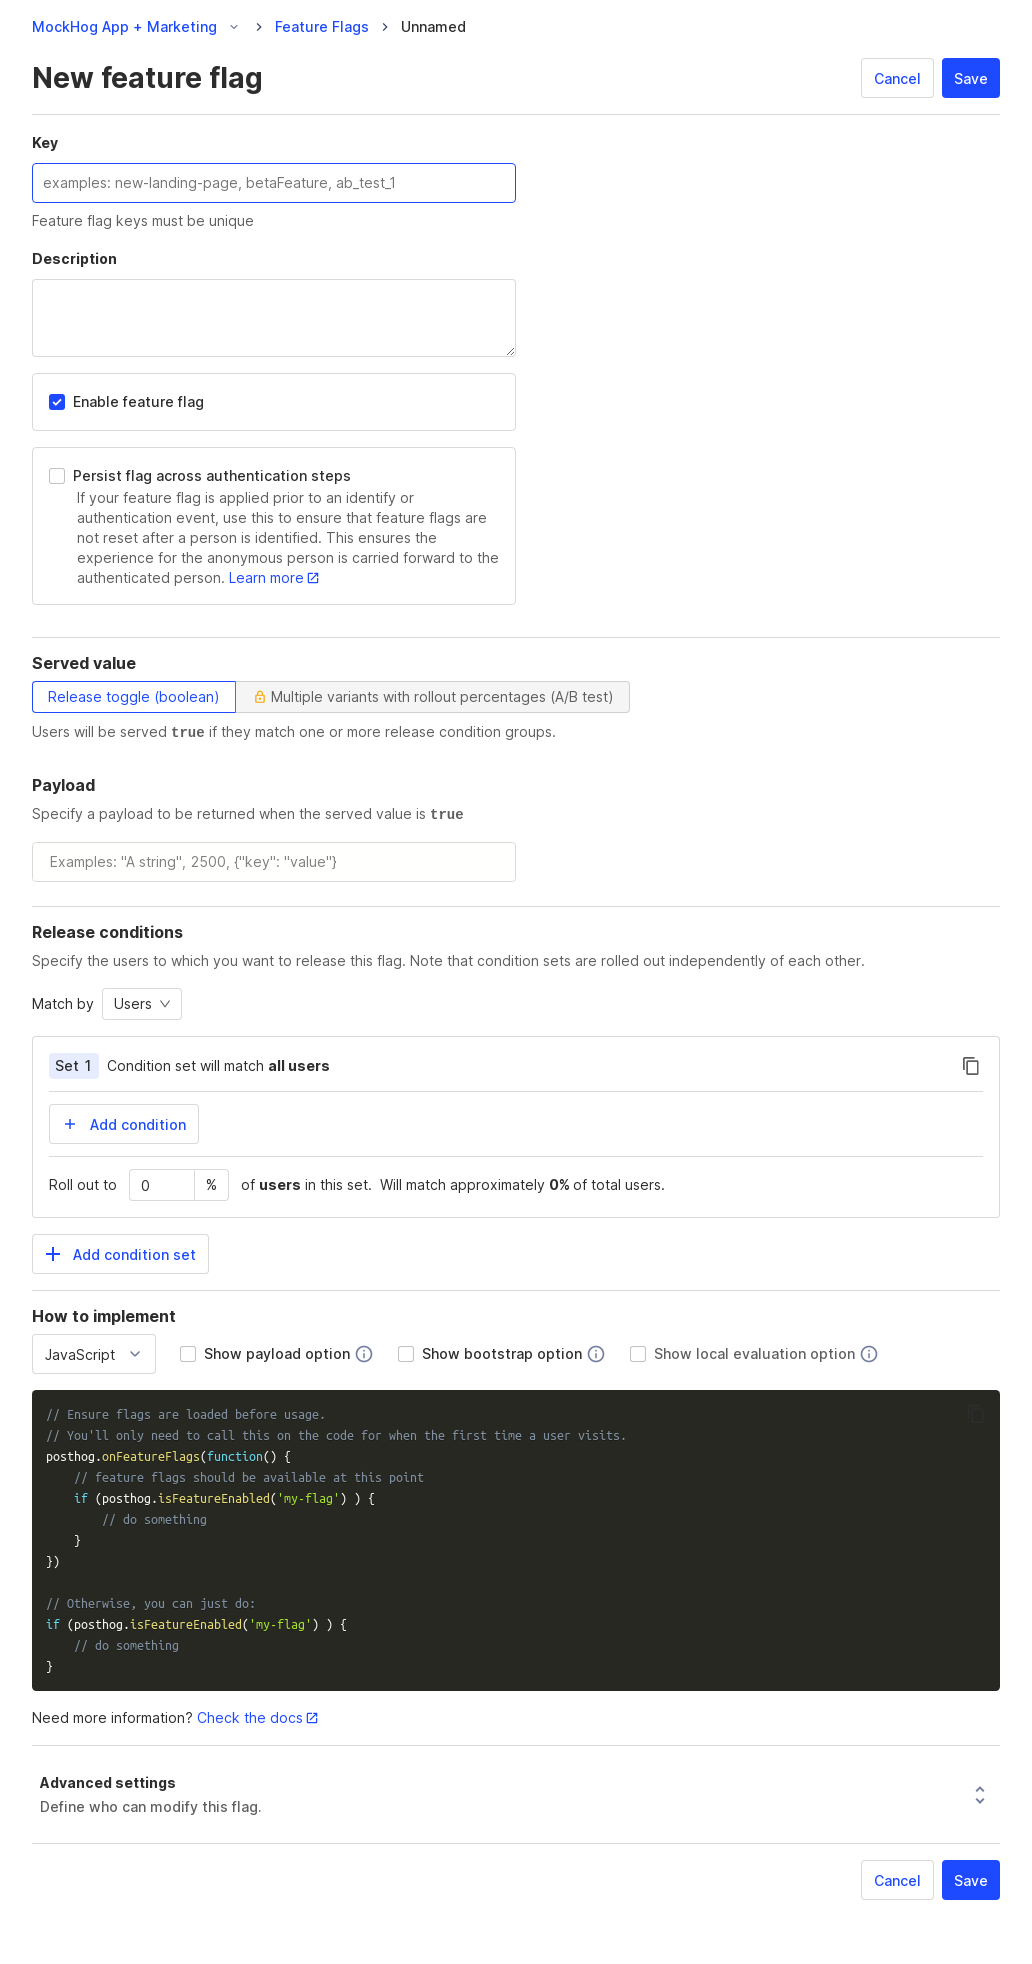 MockHog App + Marketing > Feature Flags > Unnamed
New feature flag
Cancel Save
Key
examples: new-landing-page, betaFeature, ab_test_1
Feature flag keys must be unique
Description
Enable feature flag
Persist flag across authentication steps
If your feature flag is applied prior to an identify or
authentication event, use this to ensure that feature flags are
not reset after a person is identified. This ensures the
experience for the anonymous person is carried forward to the
authenticated person. Learn more
Served value
Release toggle (boolean) Multiple variants with rollout percentages (A/B test)
Users will be served true if they match one or more release condition groups.
Payload
Specify a payload to be returned when the served value is true
Examples: "A string", 2500, {"key": "value"}
Release conditions
Specify the users to which you want to release this flag. Note that condition sets are rolled out independently of each other.
Match by Users
Set 1 Condition set will match all users
+ Add condition
Roll out to 0 % of users in this set. Will match approximately 0% of total users.
+ Add condition set
How to implement
JavaScript Show payload option Show bootstrap option Show local evaluation option
// Ensure flags are loaded before usage.
// You'll only need to call this on the code for when the first time a user visits.
posthog.onFeatureFlags(function() {
    // feature flags should be available at this point
    if (posthog.isFeatureEnabled('my-flag') ) {
        // do something
    }
})
// Otherwise, you can just do:
if (posthog.isFeatureEnabled('my-flag') ) {
    // do something
}
Need more information? Check the docs
Advanced settings
Define who can modify this flag.
Cancel Save